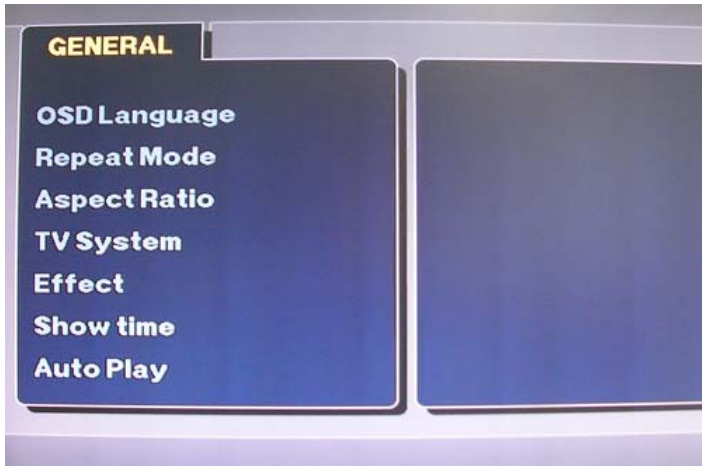 GENERAL
OSD Language
Repeat Mode
Aspect Ratio
TV System
Effect
Show time
Auto Play